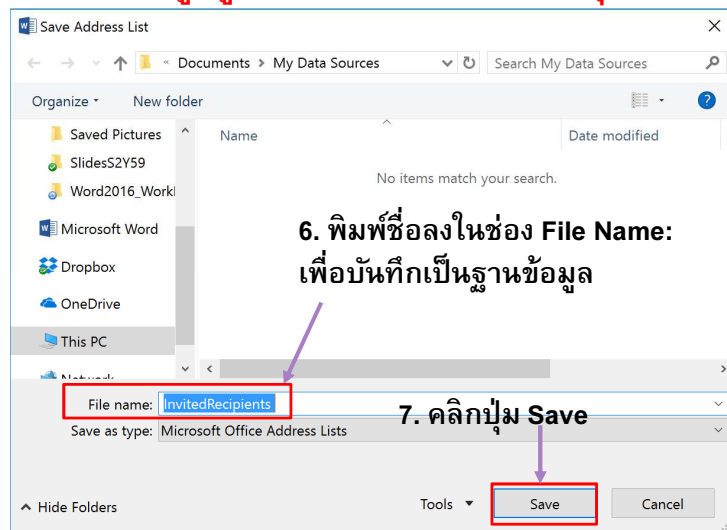 Save Address List
« Documents > My Data Sources
Search My Data Sources
Organize
New folder
Saved Pictures
Name
Date modified
SlidesS2Y59
No items match your search.
Word2016_Work
Microsoft Word
6. พิมพ์ชื่อลงในช่อง File Name:
เพื่อบันทึกเป็นฐานข้อมูล
Dropbox
OneDrive
This PC
File name: InvitedRecipients
7. คลิกปุ่ม Save
Save as type: Microsoft Office Address Lists
Hide Folders
Tools
Save
Cancel